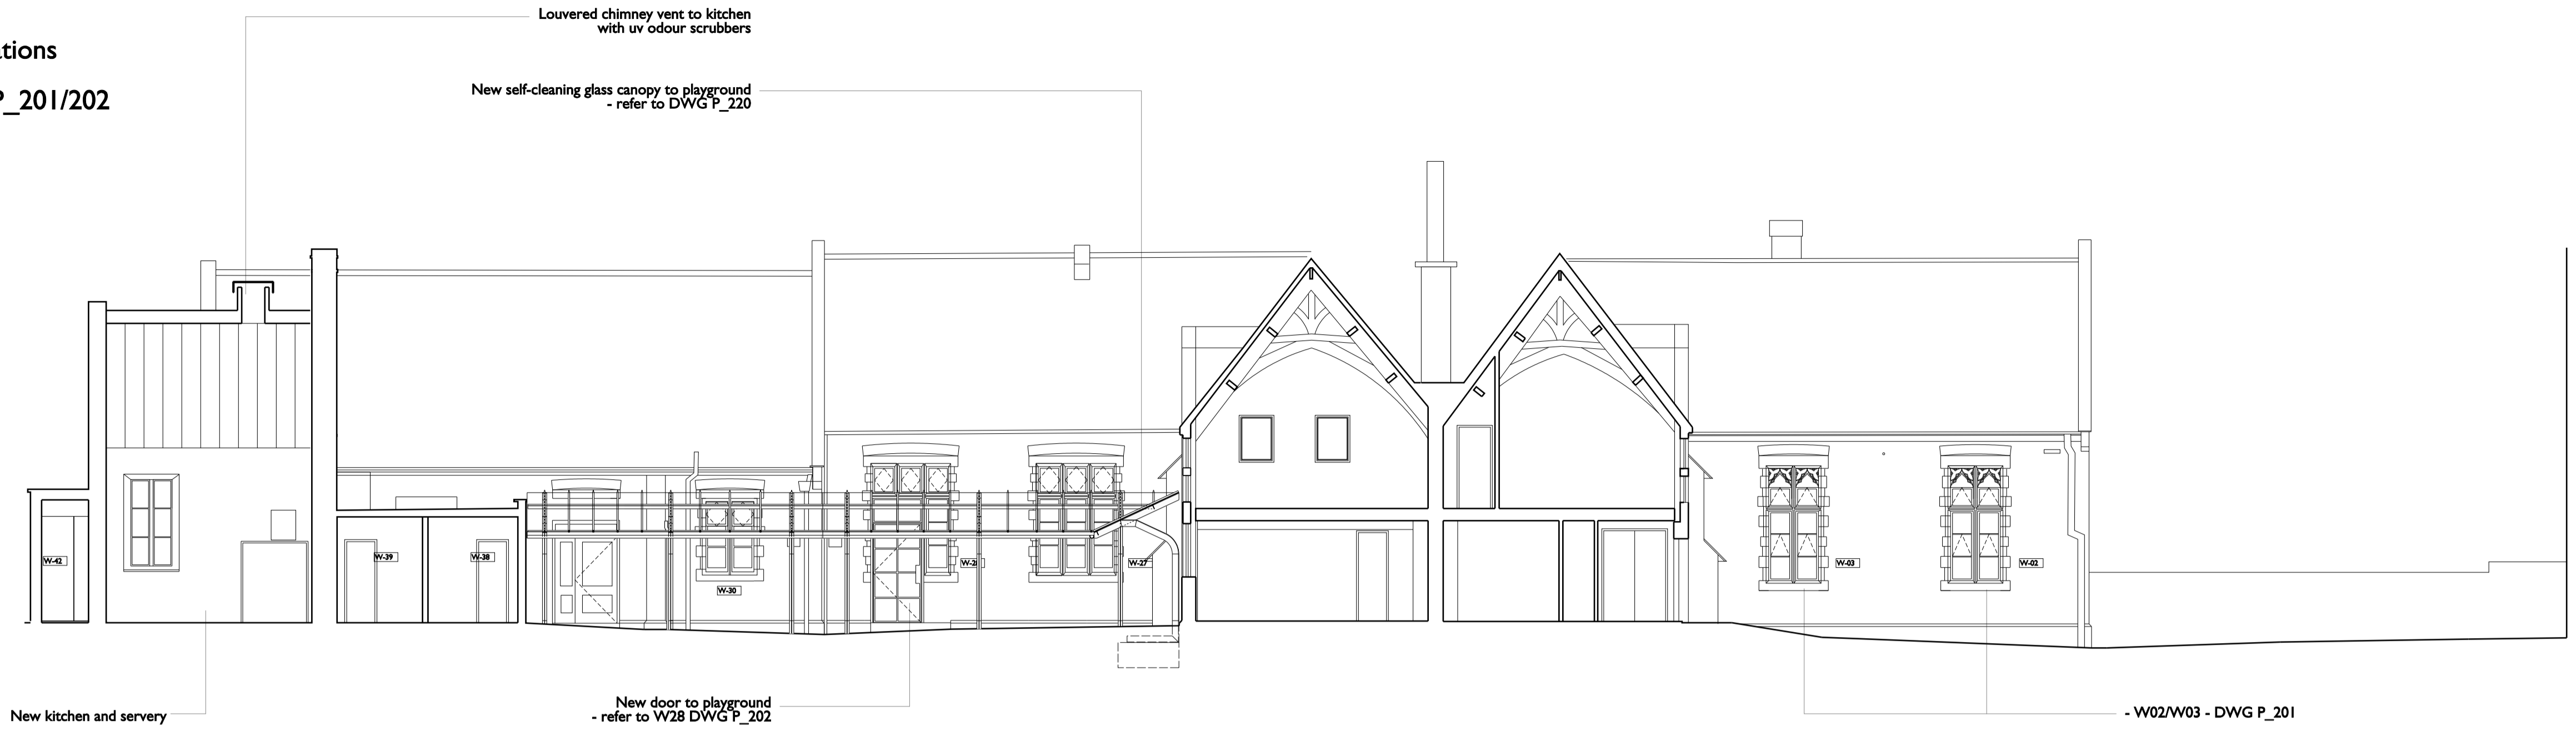 Louvered chimney vent to kitchen
with uv odour scrubbers
New self-cleaning glass canopy to playground
- refer to DWG P_220
P_201/202
W-42
W-39
W-38
W-30
W-27
W-03
W-02
New kitchen and servery
New door to playground
- refer to W28 DWG P_202
- W02/W03 - DWG P_201